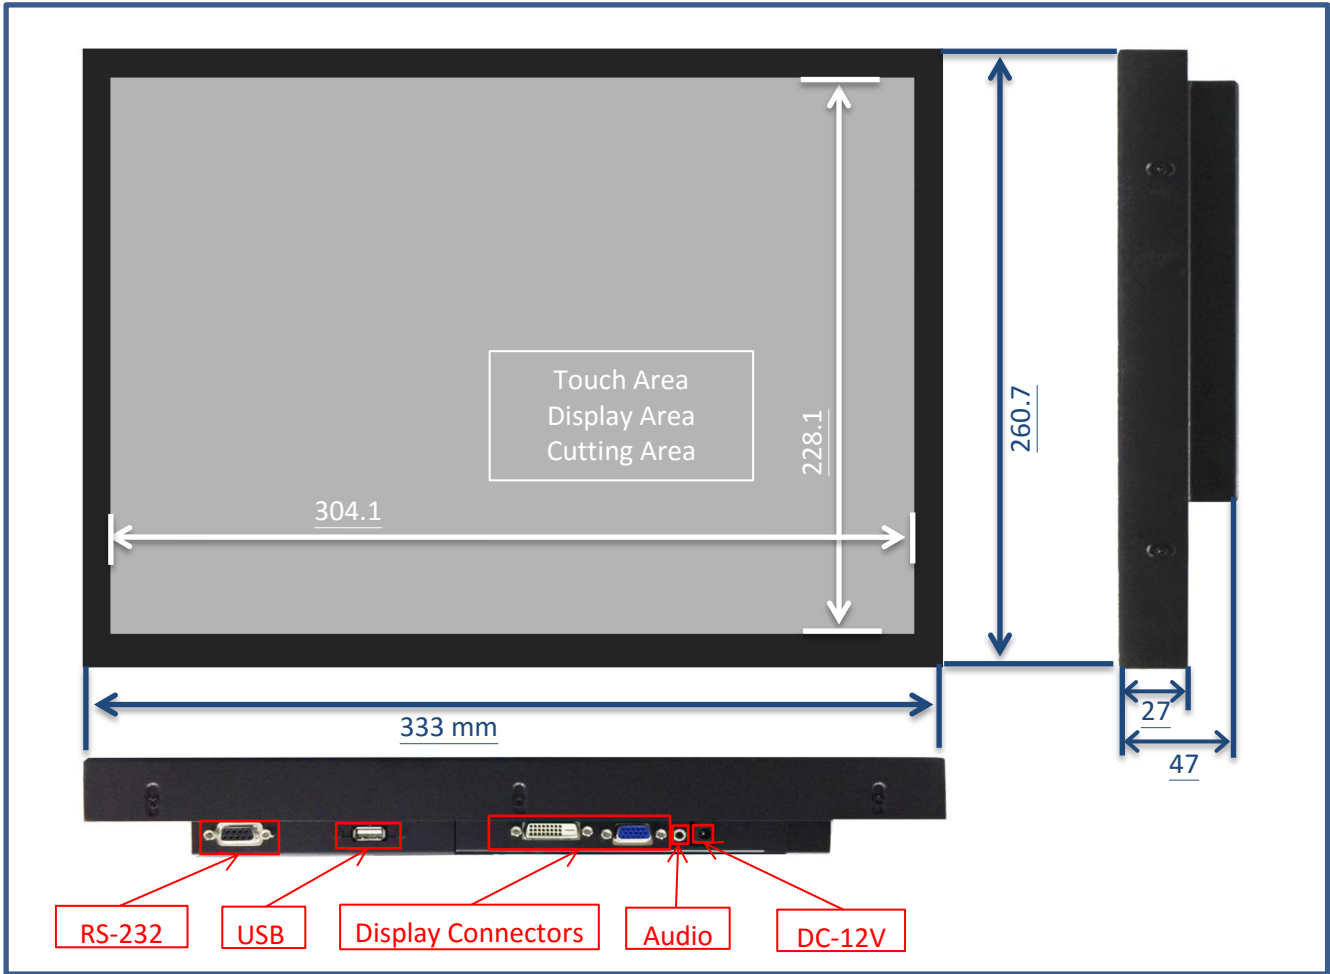 Touch Area
Display Area
Cutting Area
228.1
304.1
260.7
333 mm
27
47
RS-232
USB
Display Connectors
Audio
DC-12V